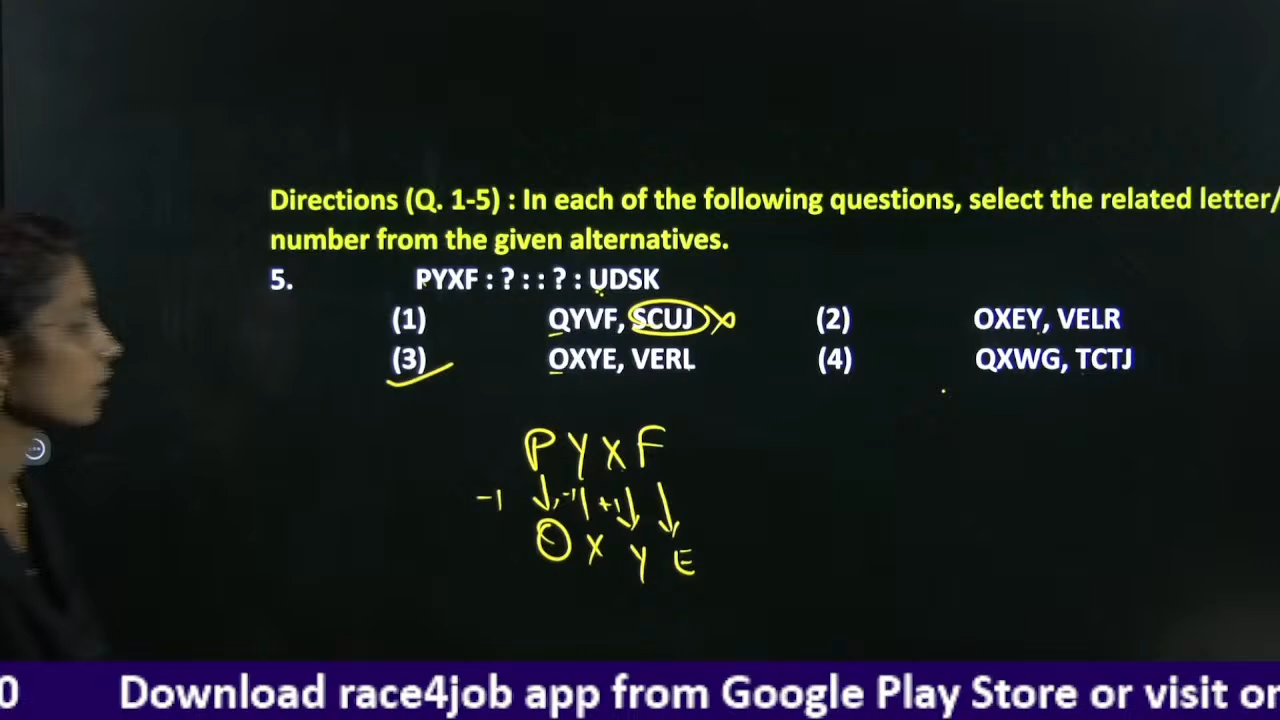 Directions (Q. 1-5) : In each of the following questions, select the related letter/
number from the given alternatives.
5. PYXF : ? : : ? : UDSK
(1) QYVF, SCUJ (2) OXEY, VELR
(3) OXYE, VERL (4) QXWG, TCTJ
P Y X F
-1 -1 +1
O X Y E
0 Download race4job app from Google Play Store or visit or